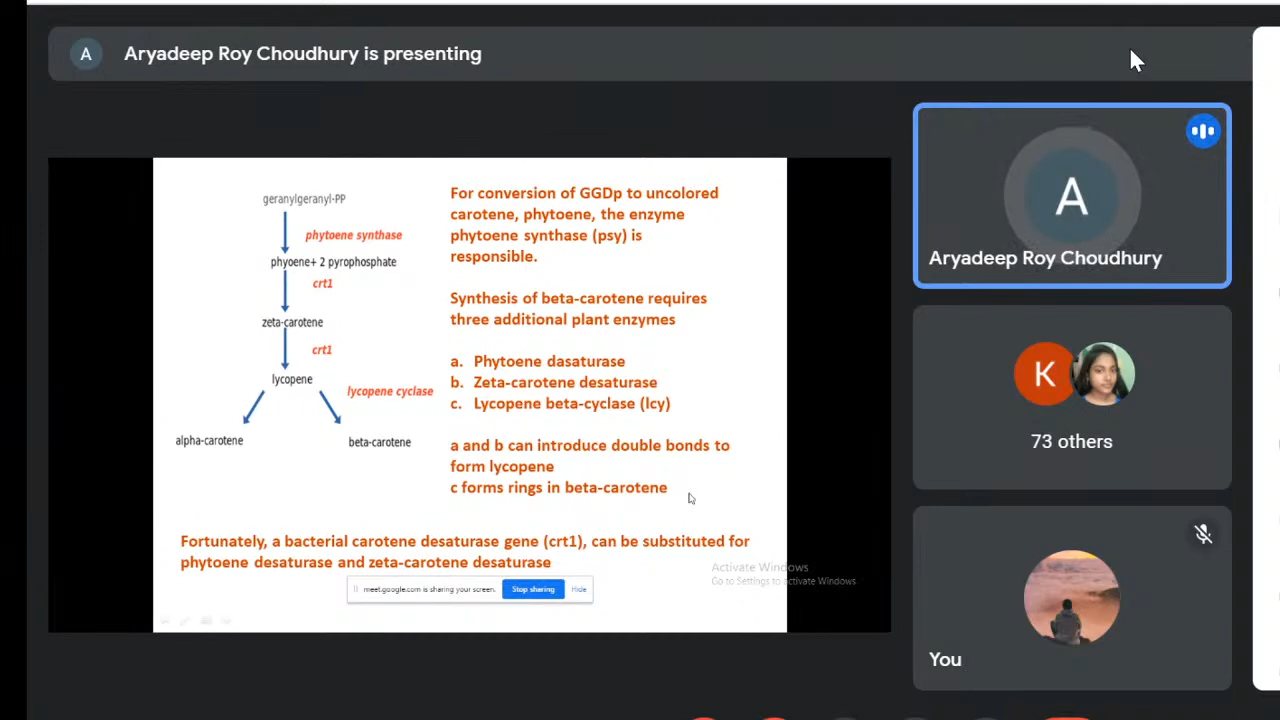 A Aryadeep Roy Choudhury is presenting
geranylgeranyl-PP
phytoene synthase
phyoene+ 2 pyrophosphate
crt1
zeta-carotene
crt1
lycopene
lycopene cyclase
alpha-carotene
beta-carotene
For conversion of GGDp to uncolored
carotene, phytoene, the enzyme
phytoene synthase (psy) is
responsible.
Synthesis of beta-carotene requires
three additional plant enzymes
a. Phytoene dasaturase
b. Zeta-carotene desaturase
c. Lycopene beta-cyclase (lcy)
a and b can introduce double bonds to
form lycopene
c forms rings in beta-carotene
Fortunately, a bacterial carotene desaturase gene (crt1), can be substituted for
phytoene desaturase and zeta-carotene desaturase
Activate Windows
Go to Settings to activate Windows
meet.google.com is sharing your screen. Stop sharing Hide
A
Aryadeep Roy Choudhury
K
73 others
You